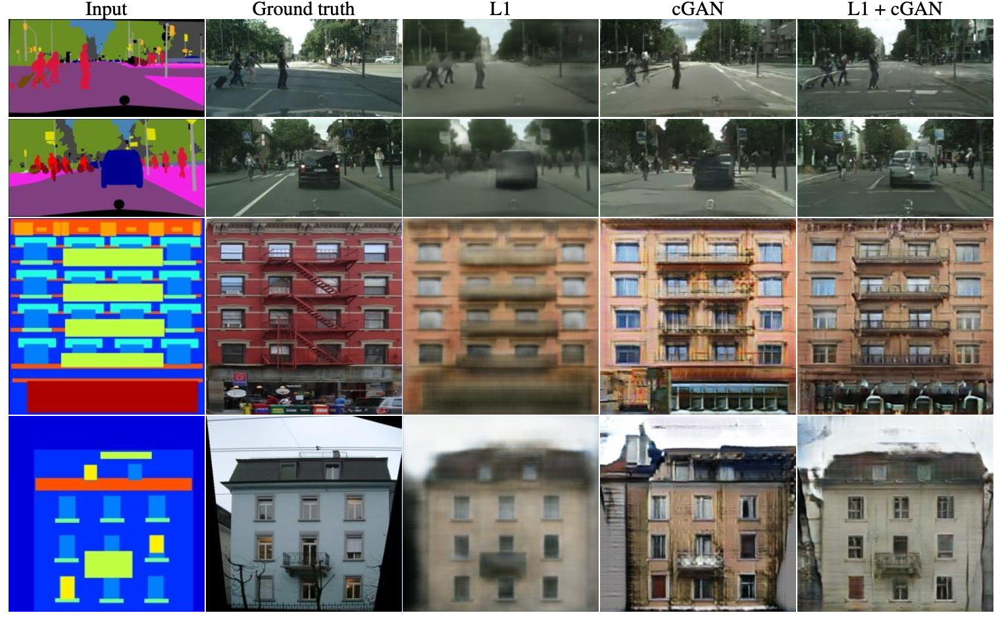 Input
Ground truth
L1
cGAN
L1 + cGAN